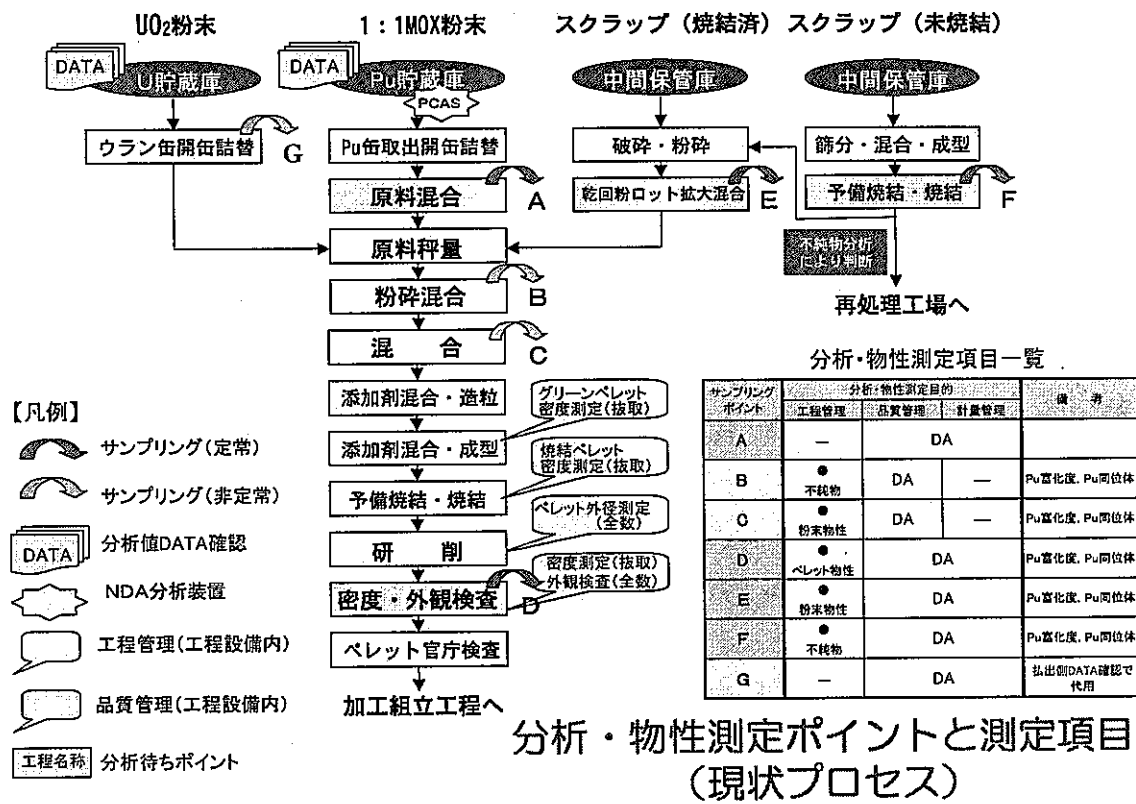 UO₂粉末
1：1MOX粉末
スクラップ（焼結済）
スクラップ（未焼結）
DATA
U貯蔵庫
DATA
Pu貯蔵庫
PCAS
中間保管庫
中間保管庫
ウラン缶開缶詰替
G
Pu缶取出開缶詰替
破砕・粉砕
篩分・混合・成型
原料混合
A
乾回粉ロット拡大混合
E
予備焼結・焼結
F
原料秤量
不純物分析
により判断
粉砕混合
B
再処理工場へ
混　合
C
添加剤混合・造粒
グリーンペレット
密度測定(抜取)
添加剤混合・成型
焼結ペレット
密度測定(抜取)
予備焼結・焼結
ペレット外径測定
(全数)
研　削
密度測定(抜取)
外観検査(全数)
密度・外観検査
D
ペレット官庁検査
加工組立工程へ
【凡例】
サンプリング(定常)
サンプリング(非定常)
DATA
分析値DATA確認
NDA分析装置
工程管理(工程設備内)
品質管理(工程設備内)
工程名称
分析待ちポイント
分析・物性測定項目一覧
サンプリング
ポイント
分析・物性測定目的
備　考
工程管理
品質管理
計量管理
A
—
DA
B
●
不純物
DA
—
Pu富化度, Pu同位体
C
●
粉末物性
DA
—
Pu富化度, Pu同位体
D
●
ペレット物性
DA
Pu富化度, Pu同位体
E
●
粉末物性
DA
Pu富化度, Pu同位体
F
●
不純物
DA
Pu富化度, Pu同位体
G
—
DA
払出側DATA確認で
代用
分析・物性測定ポイントと測定項目
（現状プロセス）